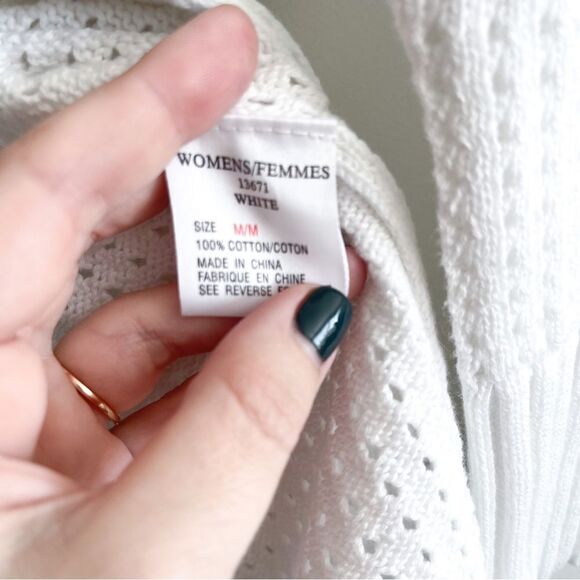 WOMENS/FEMMES
13671
WHITE
SIZE M/M
100% COTTON/COTON
MADE IN CHINA
FABRIQUE EN CHINE
SEE REVERSE